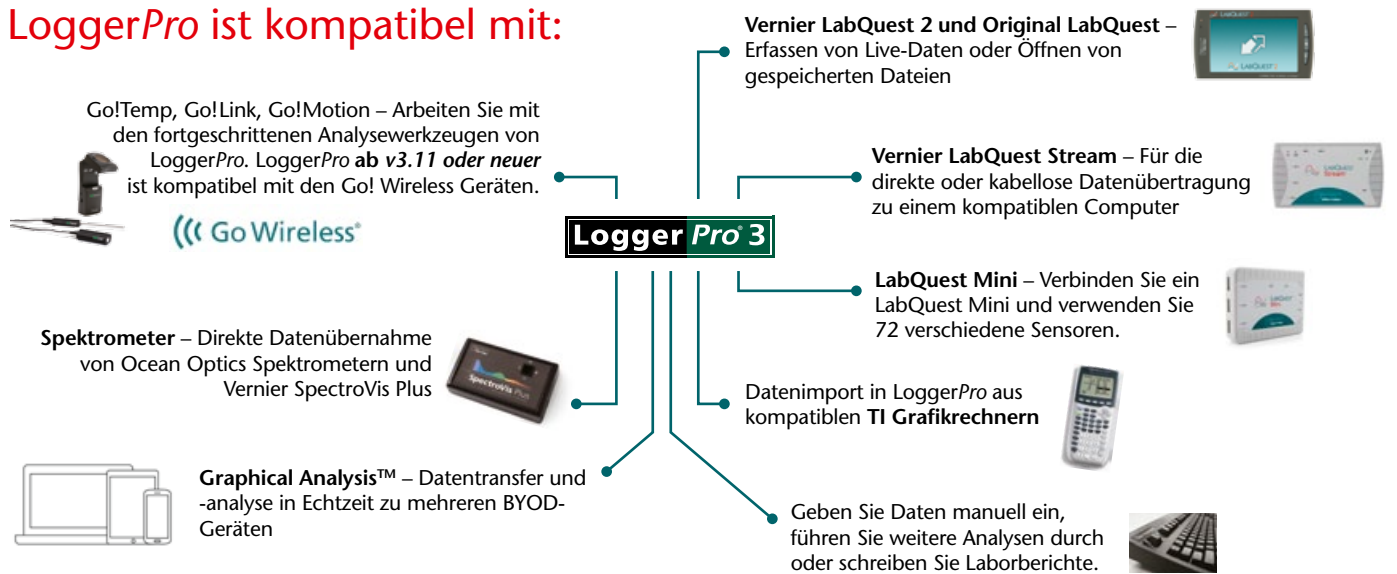 LoggerPro ist kompatibel mit:
Go!Temp, Go!Link, Go!Motion – Arbeiten Sie mit
den fortgeschrittenen Analysewerkzeugen von
LoggerPro. LoggerPro ab v3.11 oder neuer
ist kompatibel mit den Go! Wireless Geräten.
Go Wireless®
Spektrometer – Direkte Datenübernahme
von Ocean Optics Spektrometern und
Vernier SpectroVis Plus
SpectroVis Plus
Graphical Analysis™ – Datentransfer und
-analyse in Echtzeit zu mehreren BYOD-
Geräten
Logger Pro® 3
Vernier LabQuest 2 und Original LabQuest –
Erfassen von Live-Daten oder Öffnen von
gespeicherten Dateien
LABQUEST 2
Vernier LabQuest Stream – Für die
direkte oder kabellose Datenübertragung
zu einem kompatiblen Computer
LABQUEST
Stream
LabQuest Mini – Verbinden Sie ein
LabQuest Mini und verwenden Sie
72 verschiedene Sensoren.
LABQUEST
Mini
Datenimport in LoggerPro aus
kompatiblen TI Grafikrechnern
Geben Sie Daten manuell ein,
führen Sie weitere Analysen durch
oder schreiben Sie Laborberichte.